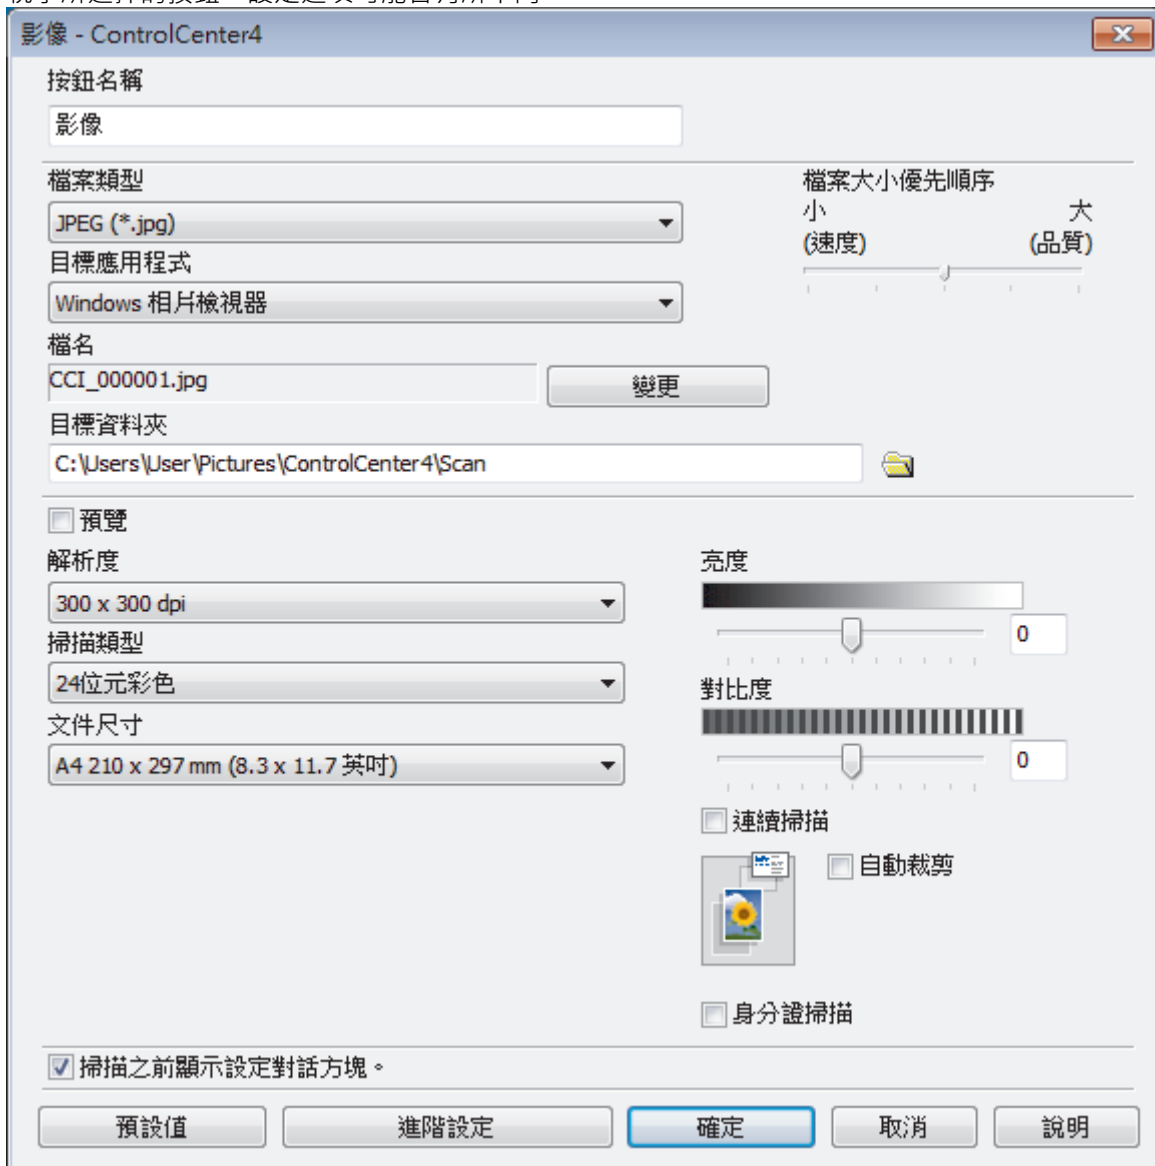 影像 - ControlCenter4
按鈕名稱
影像
檔案類型
JPEG (*.jpg)
目標應用程式
Windows 相片檢視器
檔名
CCI_000001.jpg
變更
目標資料夾
C:\Users\User\Pictures\ControlCenter4\Scan
檔案大小優先順序
小 大
(速度) (品質)
預覽
解析度
300 x 300 dpi
掃描類型
24位元彩色
文件尺寸
A4 210 x 297 mm (8.3 x 11.7 英吋)
亮度
0
對比度
0
連續掃描
自動裁剪
身分證掃描
掃描之前顯示設定對話方塊。
預設值 進階設定 確定 取消 說明